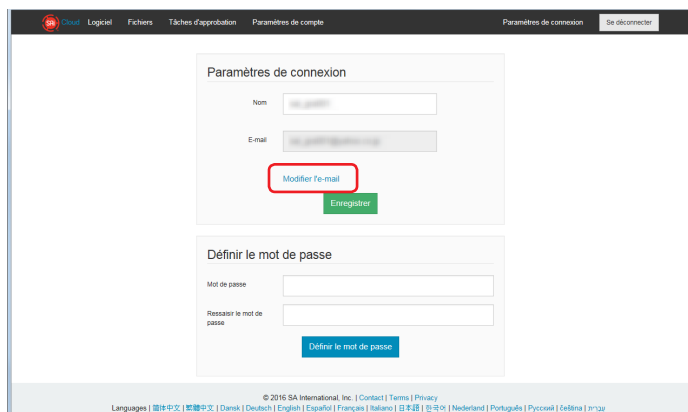 SAi Cloud Logiciel Fichiers Tâches d'approbation Paramètres de compte Paramètres de connexion Se déconnecter
Paramètres de connexion
Nom
E-mail
Modifier l'e-mail
Enregistrer
Définir le mot de passe
Mot de passe
Ressaisir le mot de
passe
Définir le mot de passe
© 2016 SA International, Inc. | Contact | Terms | Privacy
Languages | 简体中文 | 繁體中文 | Dansk | Deutsch | English | Español | Français | Italiano | 日本語 | 한국어 | Nederland | Português | Русский | čeština | עברית